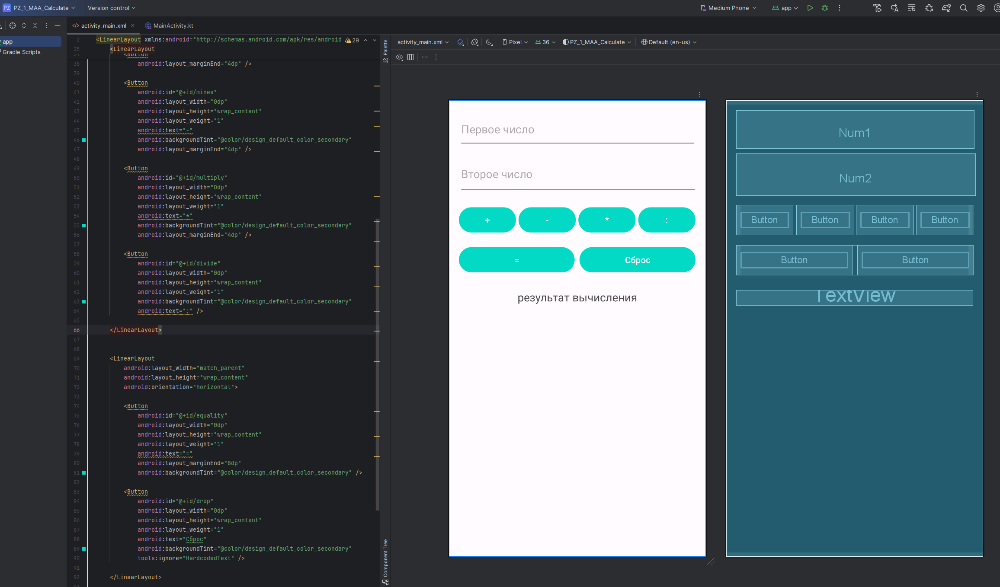 PZ PZ_1_MAA_Calculate Version control Medium Phone app
activity_main.xml MainActivity.kt
app
Gradle Scripts
2 <LinearLayout xmlns:android="http://schemas.android.com/apk/res/android 29
25 <LinearLayout
31 <Button
38 android:layout_marginEnd="4dp" />
39
40 <Button
41 android:id="@+id/mines"
42 android:layout_width="0dp"
43 android:layout_height="wrap_content"
44 android:layout_weight="1"
45 android:text="-"
46 android:backgroundTint="@color/design_default_color_secondary"
47 android:layout_marginEnd="4dp" />
48
49 <Button
50 android:id="@+id/multiply"
51 android:layout_width="0dp"
52 android:layout_height="wrap_content"
53 android:layout_weight="1"
54 android:text="*"
55 android:backgroundTint="@color/design_default_color_secondary"
56 android:layout_marginEnd="4dp" />
57
58 <Button
59 android:id="@+id/divide"
60 android:layout_width="0dp"
61 android:layout_height="wrap_content"
62 android:layout_weight="1"
63 android:backgroundTint="@color/design_default_color_secondary"
64 android:text=":" />
65
66 </LinearLayout>
67
68
69 <LinearLayout
70 android:layout_width="match_parent"
71 android:layout_height="wrap_content"
72 android:orientation="horizontal">
73
74 <Button
75 android:id="@+id/equality"
76 android:layout_width="0dp"
77 android:layout_height="wrap_content"
78 android:layout_weight="1"
79 android:text="="
80 android:layout_marginEnd="8dp"
81 android:backgroundTint="@color/design_default_color_secondary" />
82
83 <Button
84 android:id="@+id/drop"
85 android:layout_width="0dp"
86 android:layout_height="wrap_content"
87 android:layout_weight="1"
88 android:text="Сброс"
89 android:backgroundTint="@color/design_default_color_secondary"
90 tools:ignore="HardcodedText" />
91
92 </LinearLayout>
93
Palette
Component Tree
activity_main.xml Pixel 36 PZ_1_MAA_Calculate Default (en-us)
Первое число
Второе число
+ - * :
= Сброс
результат вычисления
Num1
Num2
Button Button Button Button
Button Button
TextView